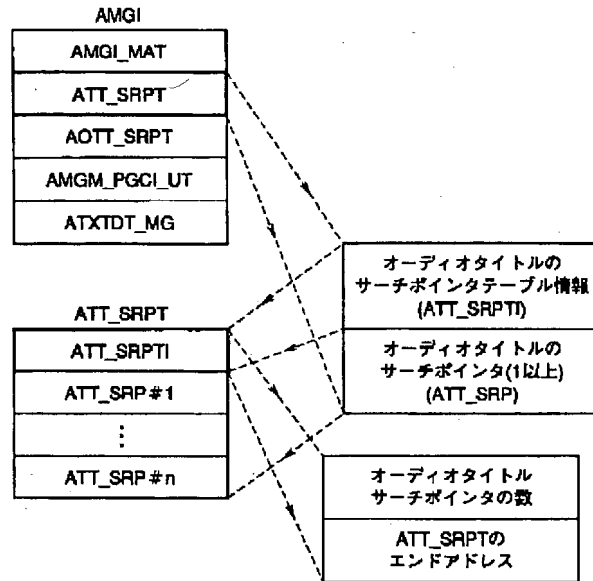 AMGI
AMGI_MAT
ATT_SRPT
AOTT_SRPT
AMGM_PGCI_UT
ATXTDT_MG
オーディオタイトルの
サーチポインタテーブル情報
(ATT_SRPTI)
オーディオタイトルの
サーチポインタ(1以上)
(ATT_SRP)
ATT_SRPT
ATT_SRPTI
ATT_SRP#1
⋮
ATT_SRP#n
オーディオタイトル
サーチポインタの数
ATT_SRPTの
エンドアドレス